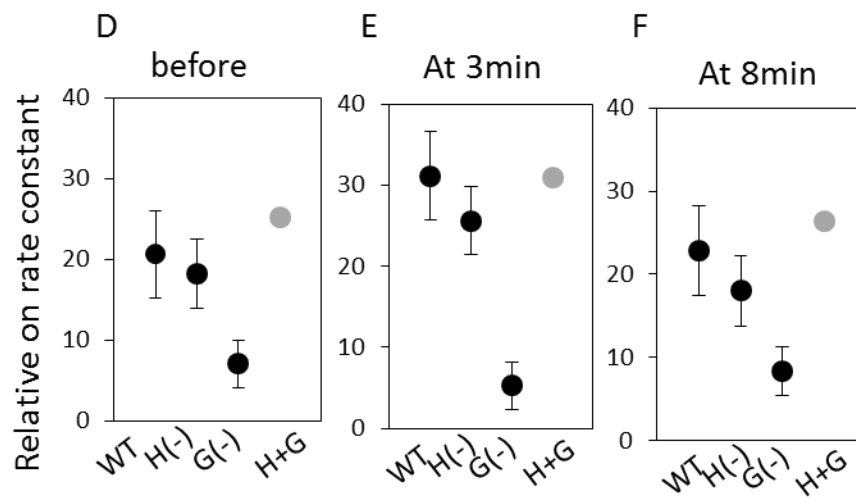 D
before
E
At 3min
F
At 8min
Relative on rate constant
40
30
20
10
0
WT
H(-)
G(-)
H+G
40
30
20
10
0
WT
H(-)
G(-)
H+G
40
30
20
10
0
WT
H(-)
G(-)
H+G